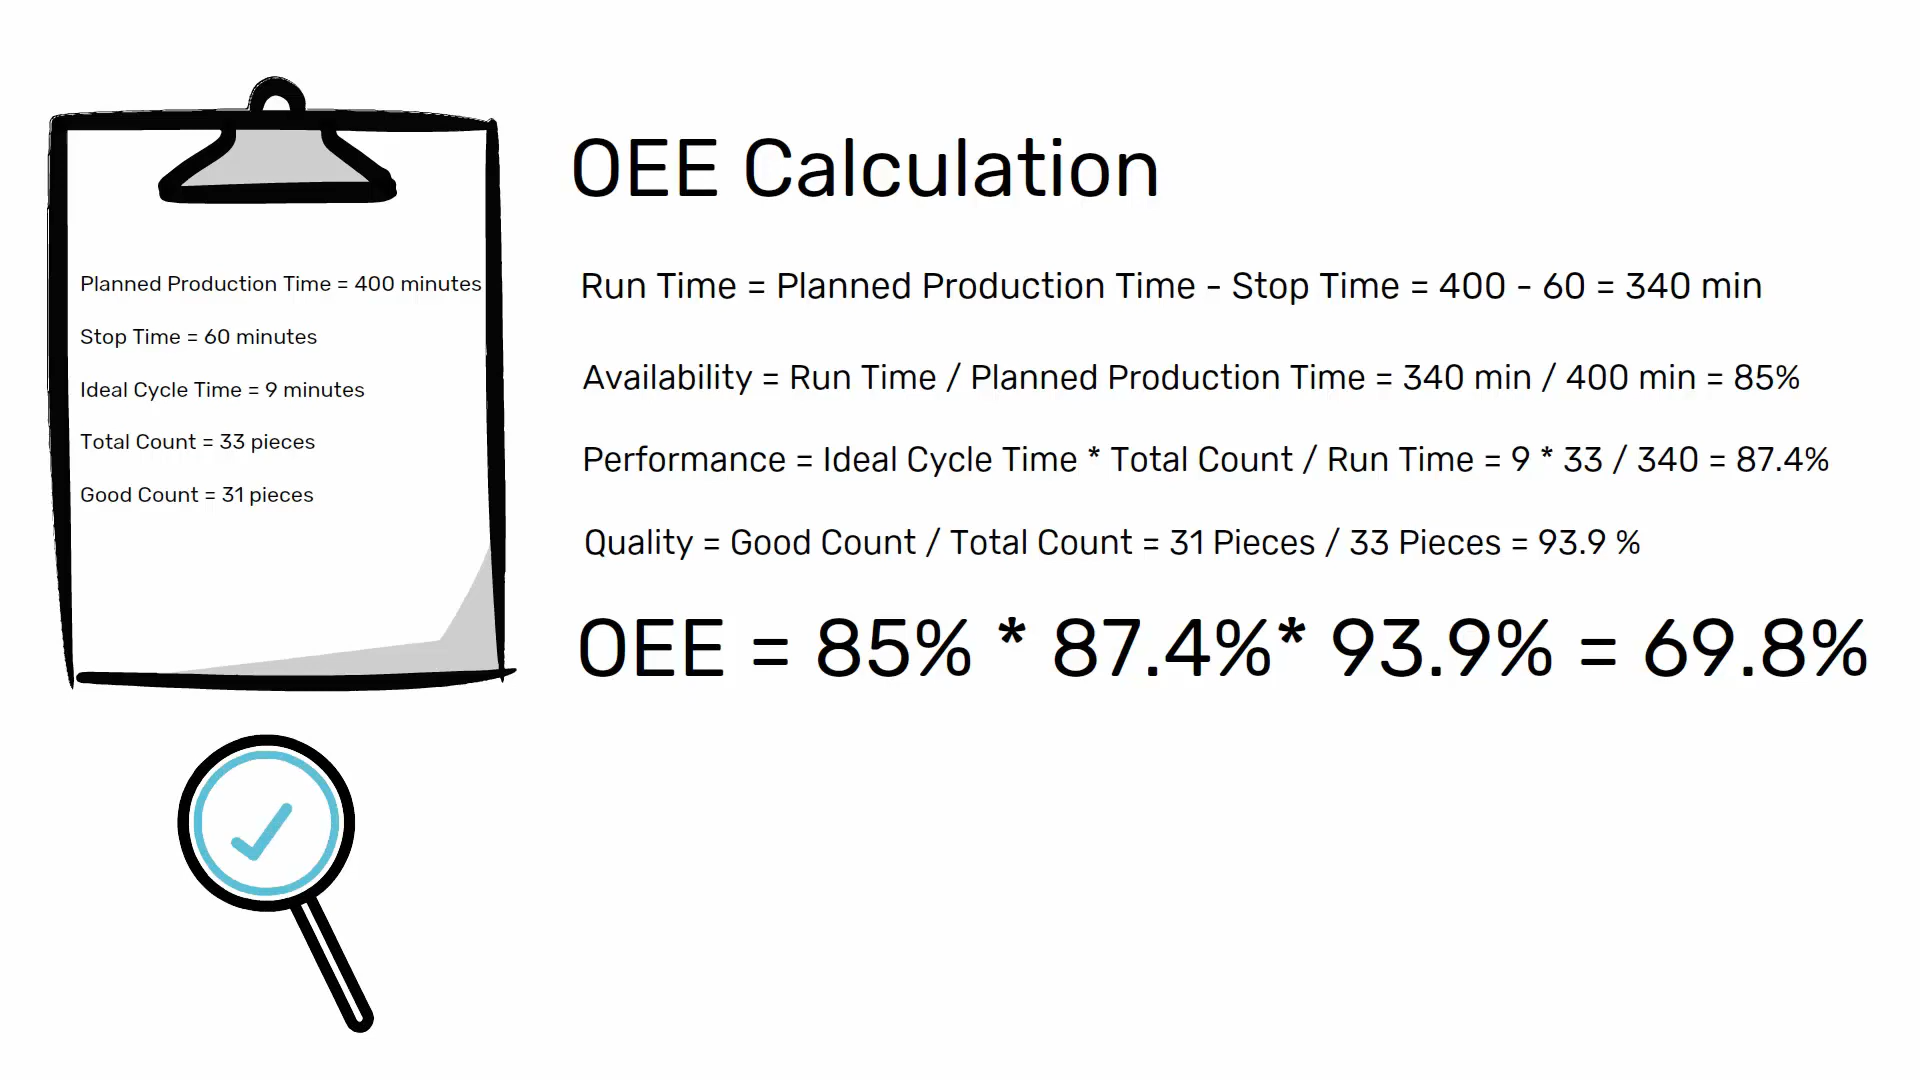 Planned Production Time = 400 minutes
Stop Time = 60 minutes
Ideal Cycle Time = 9 minutes
Total Count = 33 pieces
Good Count = 31 pieces
OEE Calculation
Run Time = Planned Production Time - Stop Time = 400 - 60 = 340 min
Availability = Run Time / Planned Production Time = 340 min / 400 min = 85%
Performance = Ideal Cycle Time * Total Count / Run Time = 9 * 33 / 340 = 87.4%
Quality = Good Count / Total Count = 31 Pieces / 33 Pieces = 93.9 %
OEE = 85% * 87.4%* 93.9% = 69.8%